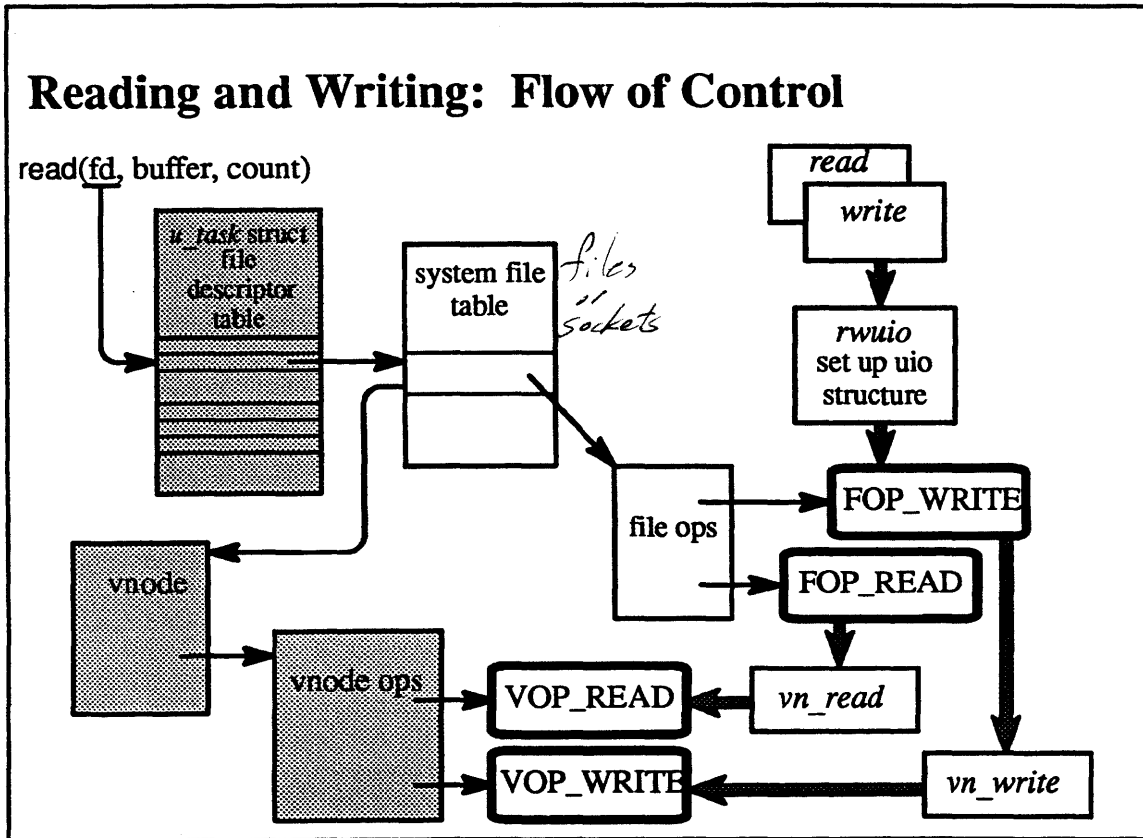 Reading and Writing: Flow of Control
read(fd, buffer, count)
u_task struct
file
descriptor
table
system file
table
files
or
sockets
read
write
rwuio
set up uio
structure
file ops
FOP_WRITE
FOP_READ
vnode
vnode ops
VOP_READ
vn_read
VOP_WRITE
vn_write